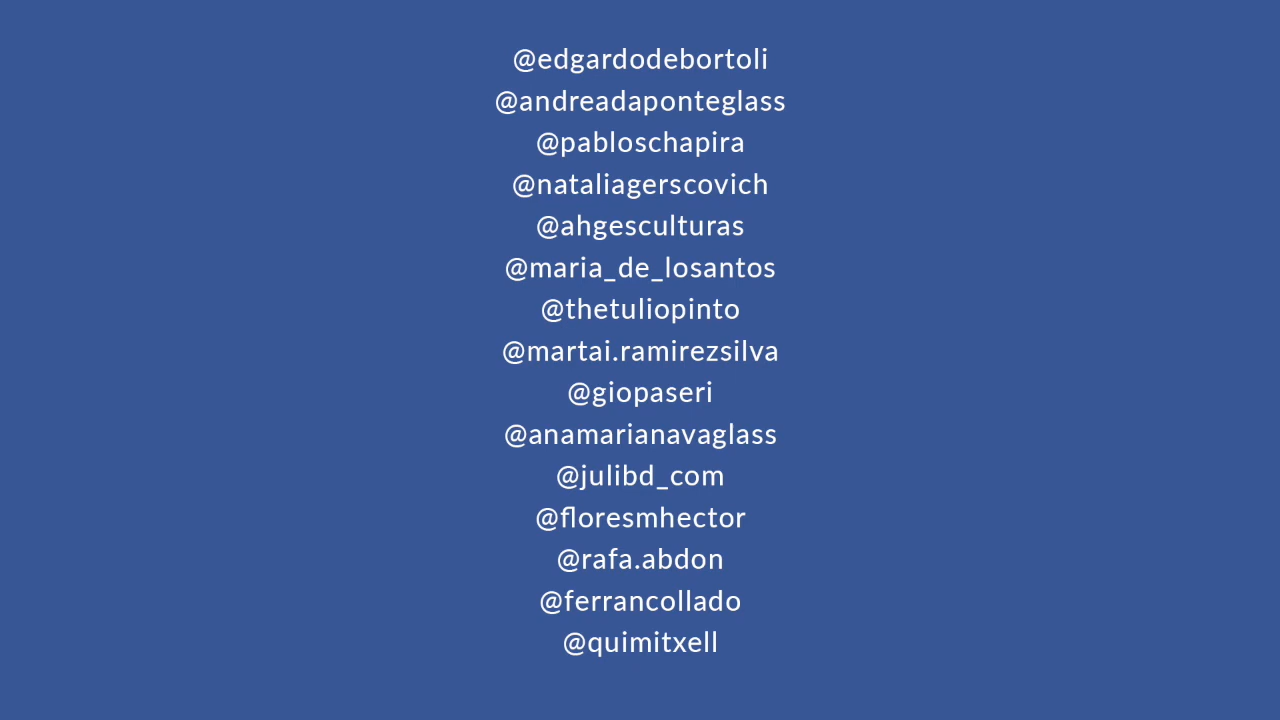 @edgardodebortoli
@andreadaponteglass
@pabloschapira
@nataliagerscovich
@ahgesculturas
@maria_de_losantos
@thetuliopinto
@martai.ramirezsilva
@giopaseri
@anamarianavaglass
@julibd_com
@floresmhector
@rafa.abdon
@ferrancollado
@quimitxell